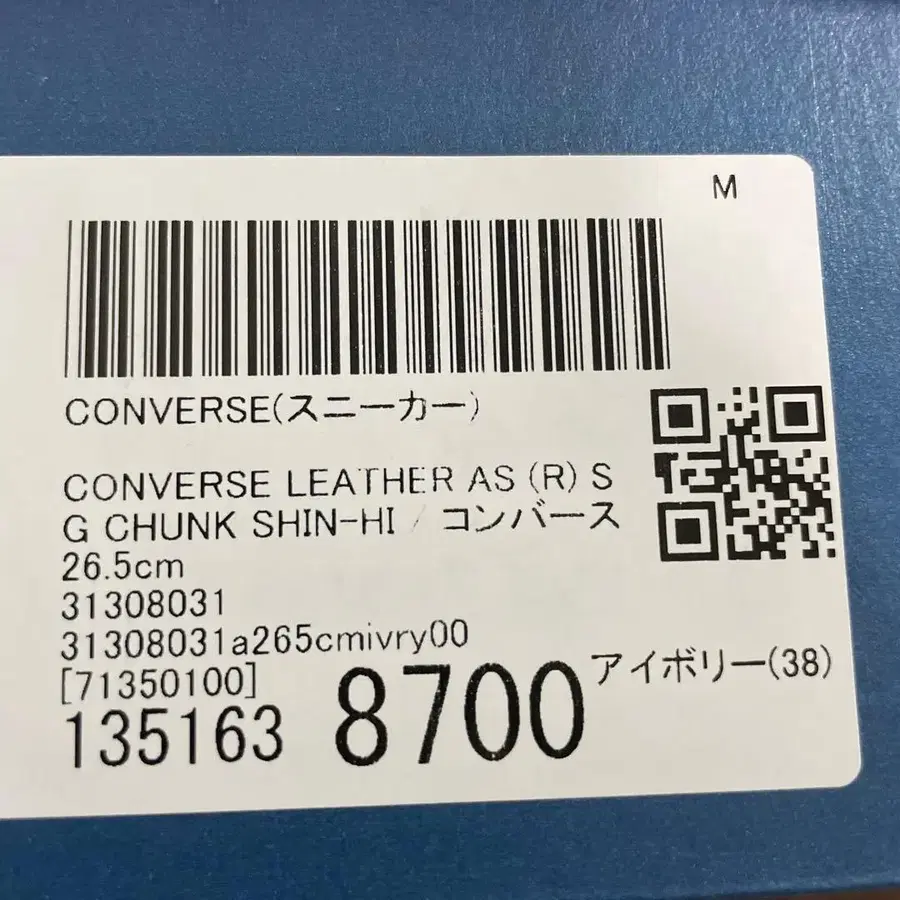 M
CONVERSE(スニーカー)
CONVERSE LEATHER AS (R) S
G CHUNK SHIN-HI / コンバース
26.5cm
31308031
31308031a265cmivry00
[71350100]
アイボリー(38)
135163 8700